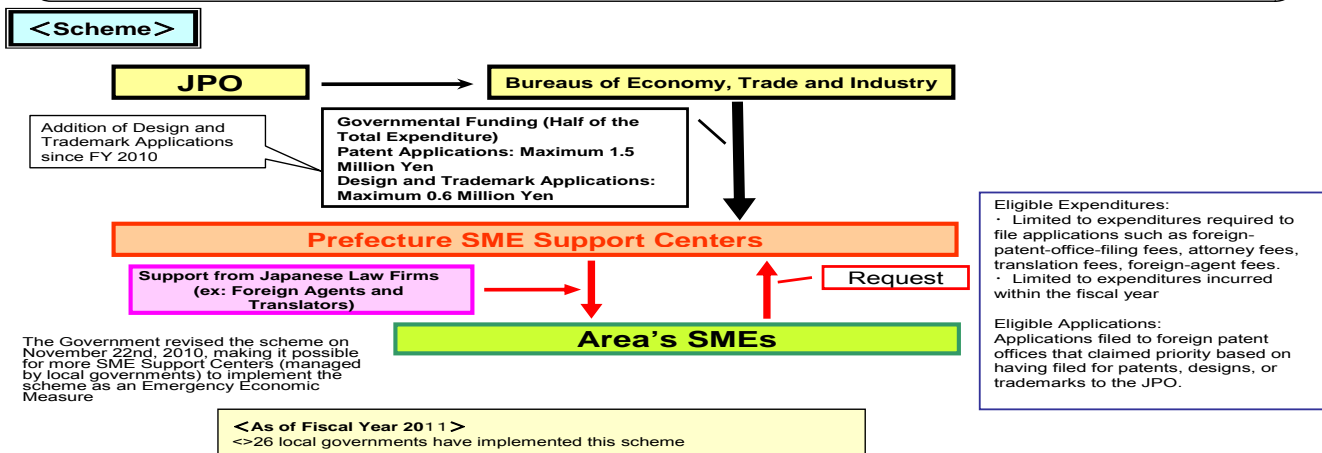 ＜Scheme＞
JPO
Bureaus of Economy, Trade and Industry
Addition of Design and
Trademark Applications
since FY 2010
Governmental Funding (Half of the
Total Expenditure)
Patent Applications: Maximum 1.5
Million Yen
Design and Trademark Applications:
Maximum 0.6 Million Yen
Prefecture SME Support Centers
Support from Japanese Law Firms
(ex: Foreign Agents and
Translators)
Request
Area's SMEs
Eligible Expenditures:
・ Limited to expenditures required to
file applications such as foreign-
patent-office-filing fees, attorney fees,
translation fees, foreign-agent fees.
・ Limited to expenditures incurred
within the fiscal year
Eligible Applications:
Applications filed to foreign patent
offices that claimed priority based on
having filed for patents, designs, or
trademarks to the JPO.
The Government revised the scheme on
November 22nd, 2010, making it possible
for more SME Support Centers (managed
by local governments) to implement the
scheme as an Emergency Economic
Measure
＜As of Fiscal Year 2011＞
<>26 local governments have implemented this scheme